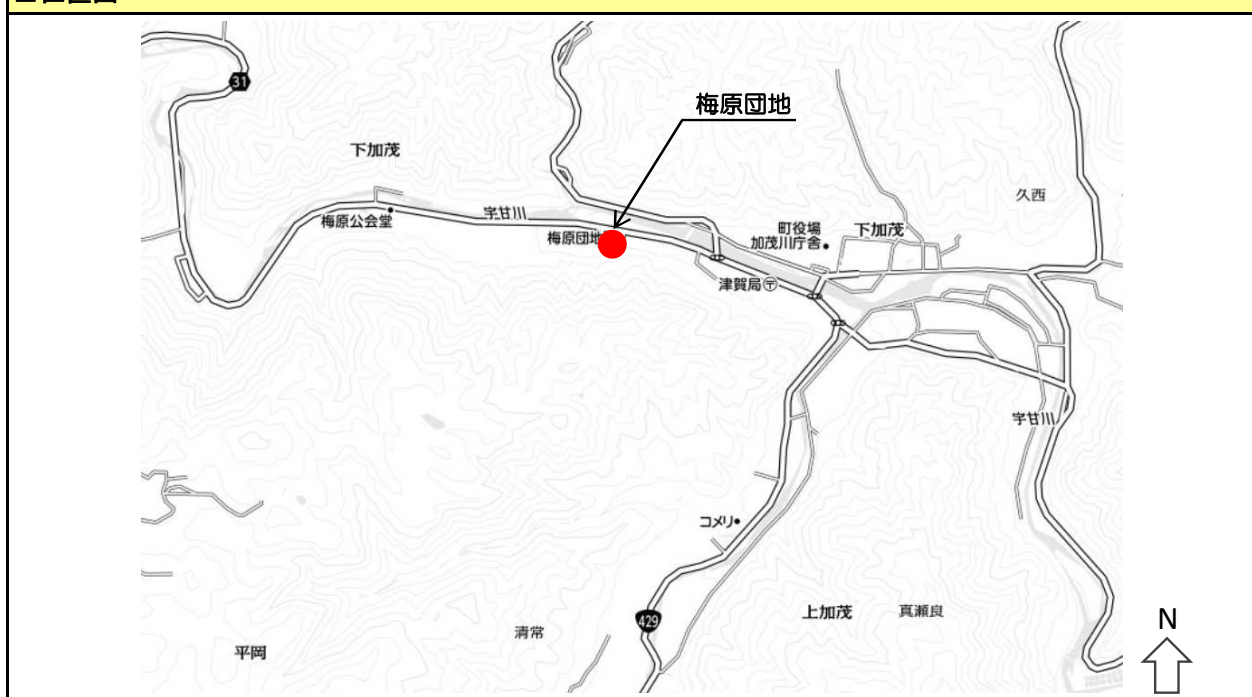 梅原団地
31
下加茂
久西
宇甘川
梅原公会堂
町役場
加茂川庁舎
下加茂
梅原団地
津賀局
宇甘川
コメリ
429
上加茂
真瀬良
清常
平岡
N